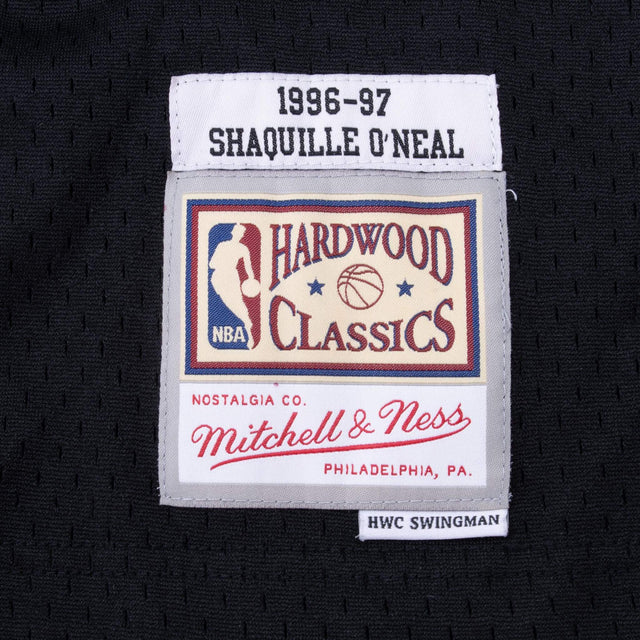 1996-97
SHAQUILLE O'NEAL
HARDWOOD
CLASSICS
NBA
NOSTALGIA CO.
Mitchell & Ness
PHILADELPHIA, PA.
HWC SWINGMAN